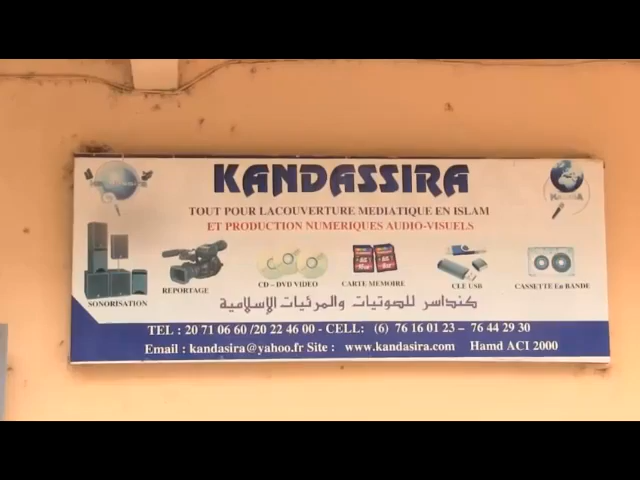 KANDASSIRA
TOUT POUR LACOUVERTURE MEDIATIQUE EN ISLAM
ET PRODUCTION NUMERIQUES AUDIO-VISUELS
SONORISATION
REPORTAGE
CD – DVD VIDEO
CARTE MEMOIRE
CLE USB
CASSETTE En BANDE
كنداسر للصوتيات والمرئيات الإسلامية
TEL : 20 71 06 60/20 22 46 00 - CELL: (6) 76 16 01 23 – 76 44 29 30
Email : kandasira@yahoo.fr Site : www.kandasira.com Hamd ACI 2000